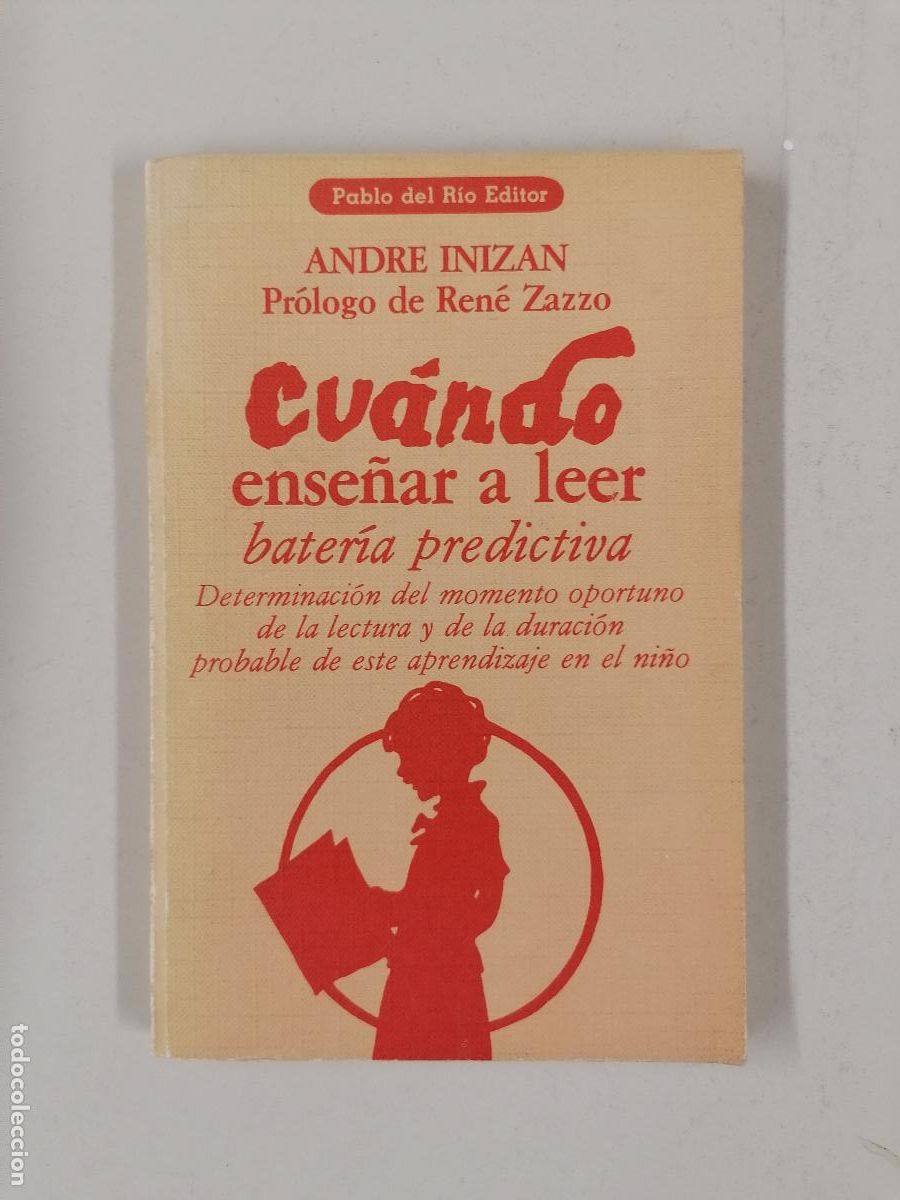 Pablo del Río Editor
ANDRE INIZAN
Prólogo de René Zazzo
Cuándo
enseñar a leer
batería predictiva
Determinación del momento oportuno
de la lectura y de la duración
probable de este aprendizaje en el niño
todocoleccion.net